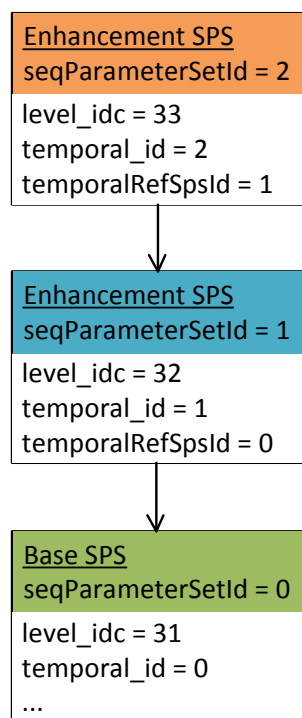 Enhancement SPS
seqParameterSetId = 2
level_idc = 33
temporal_id = 2
temporalRefSpsId = 1
Enhancement SPS
seqParameterSetId = 1
level_idc = 32
temporal_id = 1
temporalRefSpsId = 0
Base SPS
seqParameterSetId = 0
level_idc = 31
temporal_id = 0
...